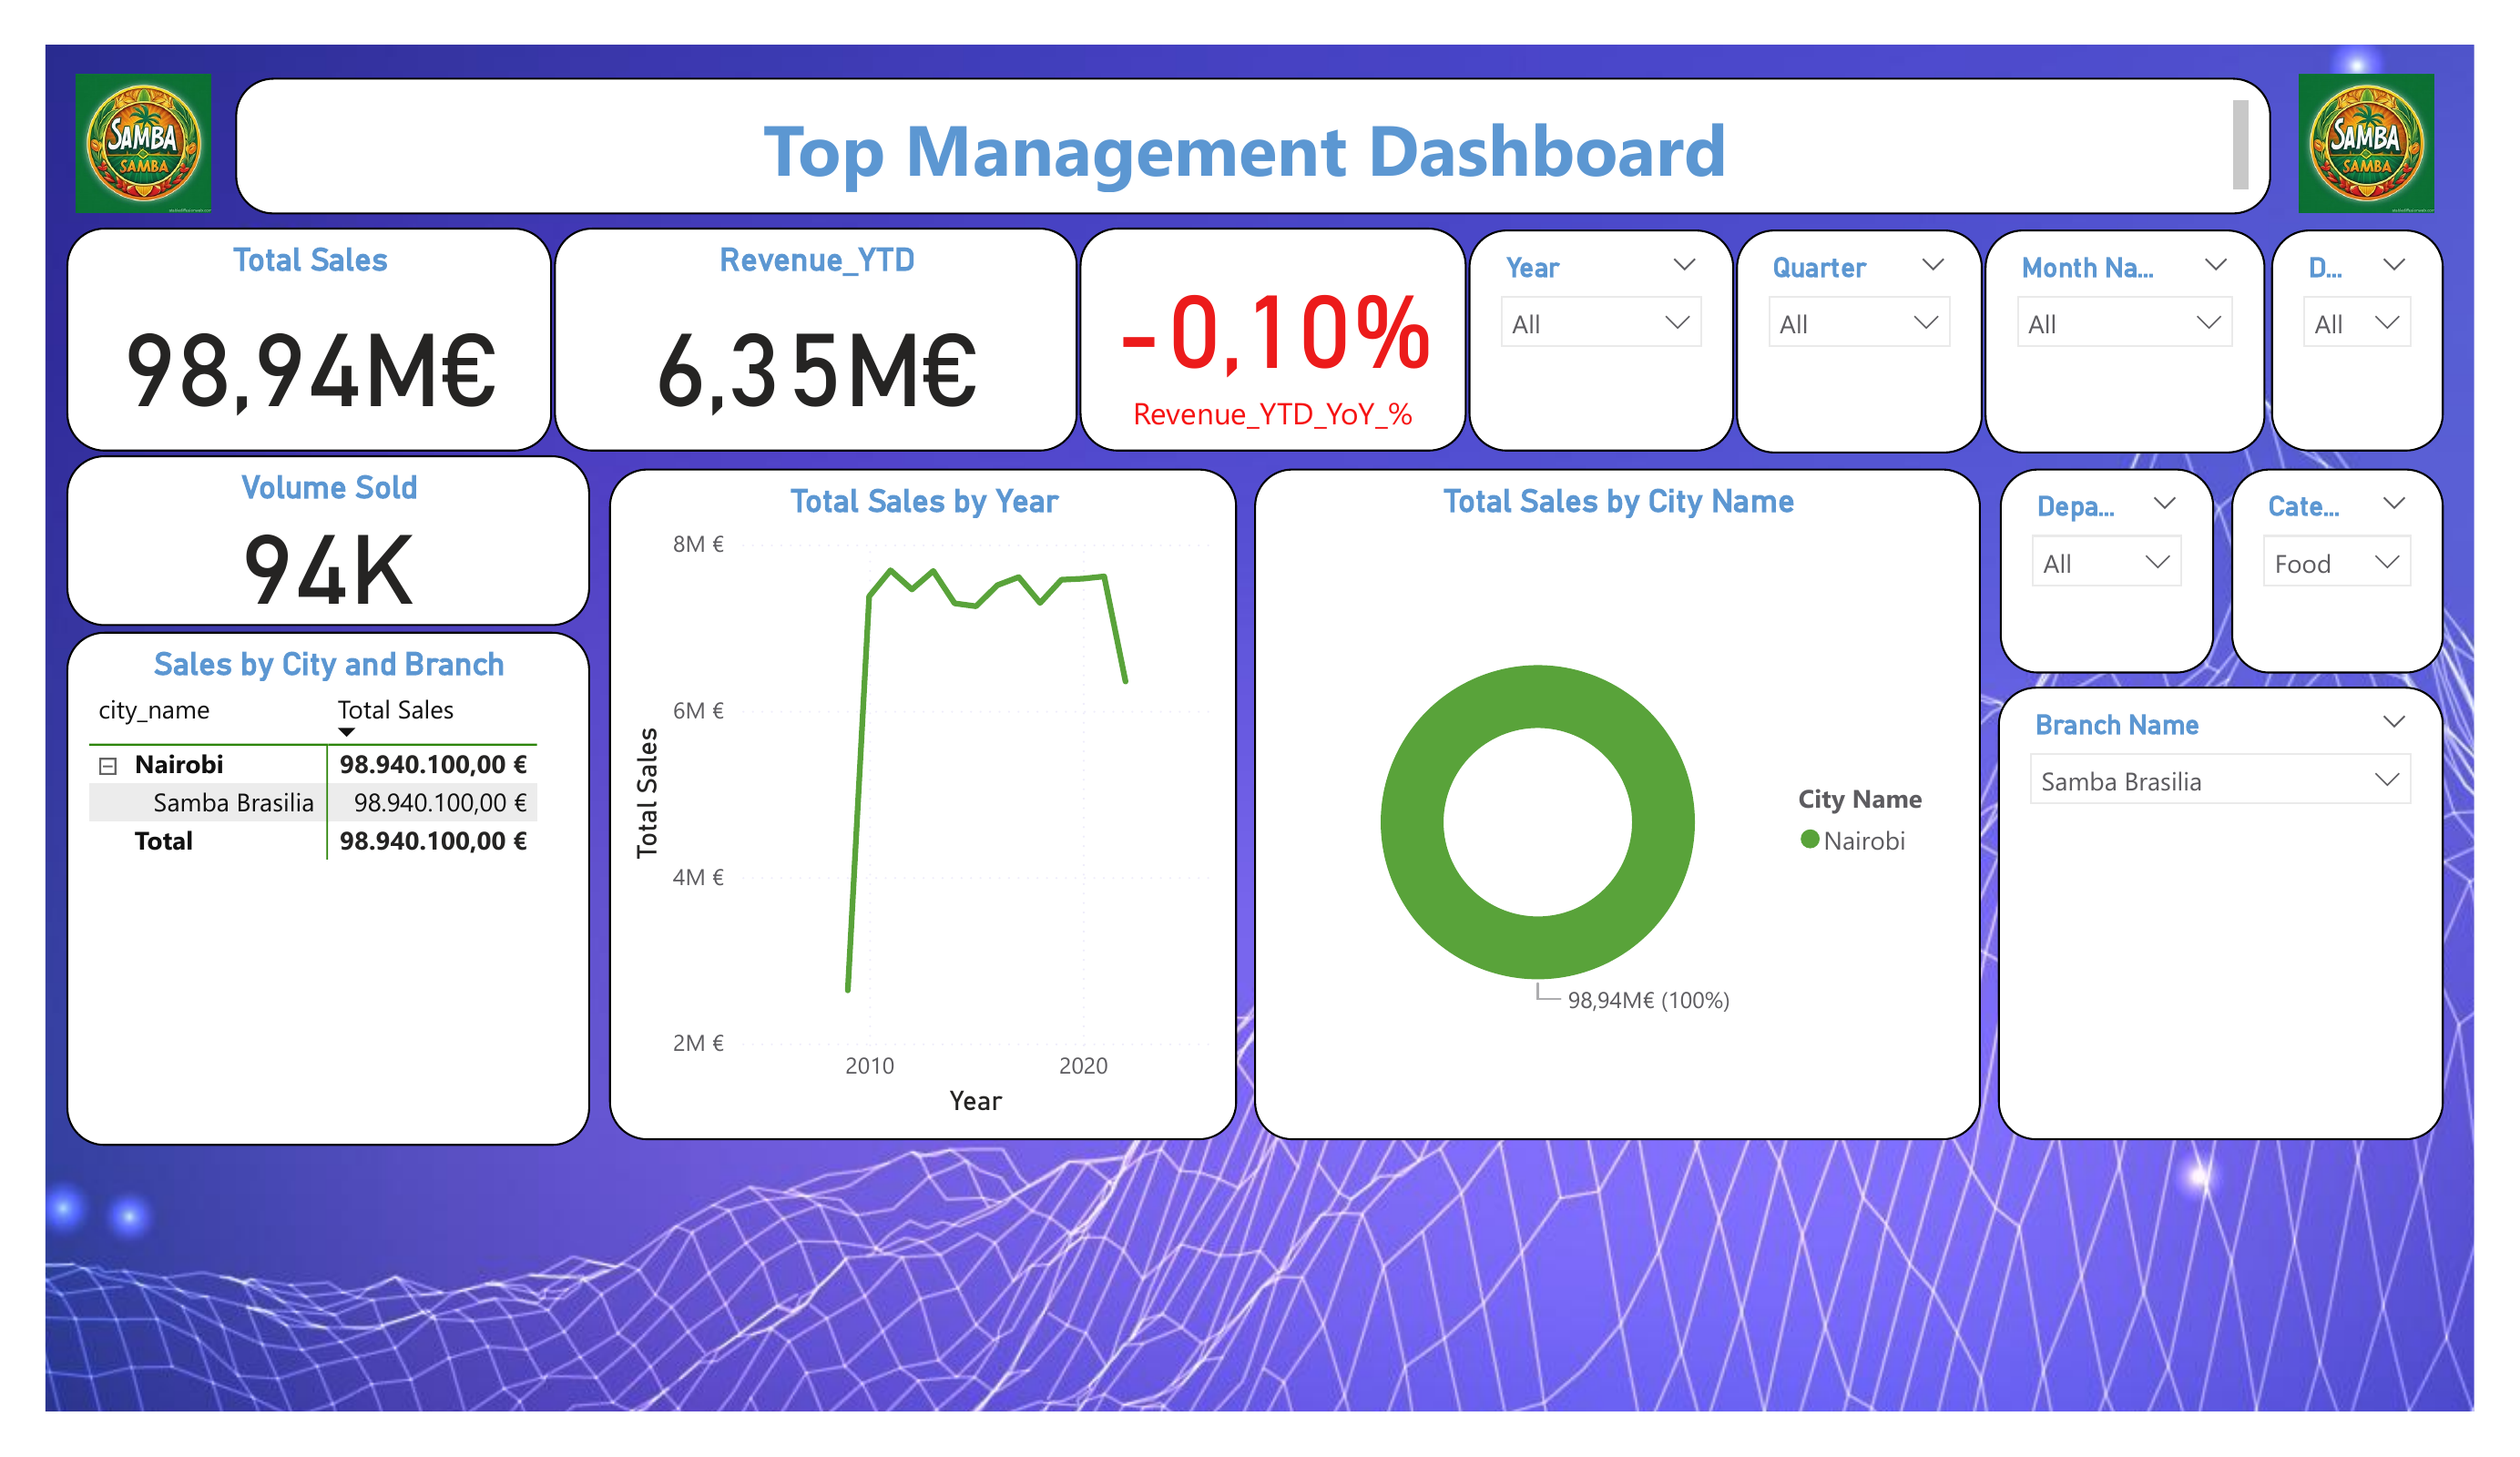 SAMBA
SAMBA
Top Management Dashboard
SAMBA
SAMBA
Total Sales
98,94M€
Revenue_YTD
6,35M€
-0,10%
Revenue_YTD_YoY_%
Year
All
Quarter
All
Month Na...
All
D...
All
Volume Sold
94K
Sales by City and Branch
city_name Total Sales
Nairobi 98.940.100,00 €
Samba Brasilia 98.940.100,00 €
Total 98.940.100,00 €
Total Sales by Year
Total Sales
8M €
6M €
4M €
2M €
2010 2020
Year
Total Sales by City Name
98,94M€ (100%)
City Name
Nairobi
Depa...
All
Cate...
Food
Branch Name
Samba Brasilia